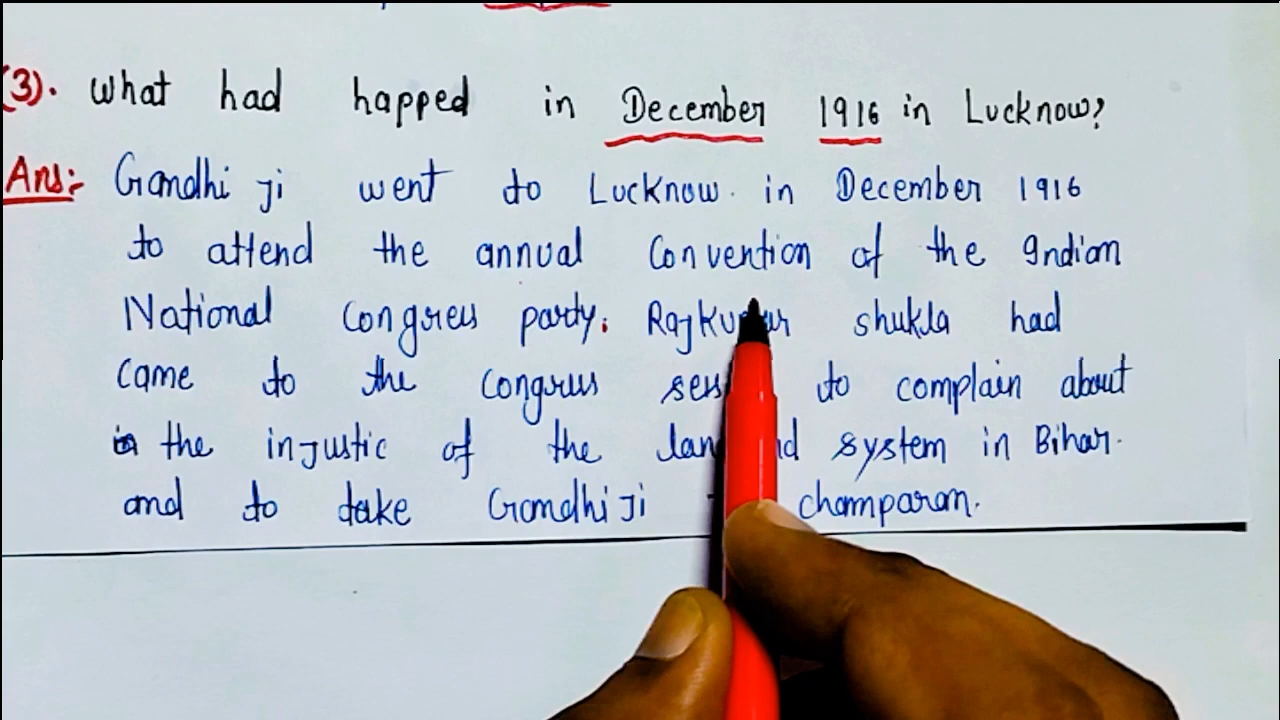 (3). What had happed in December 1916 in Lucknow?
Ans:- Gandhi ji went to Lucknow. in December 1916
to attend the annual Convention of the Indian
National Congress party. Rajkumar shukla had
came to the congress to complain about
the injustic of the system in Bihar.
and to take Gandhi ji champaran.